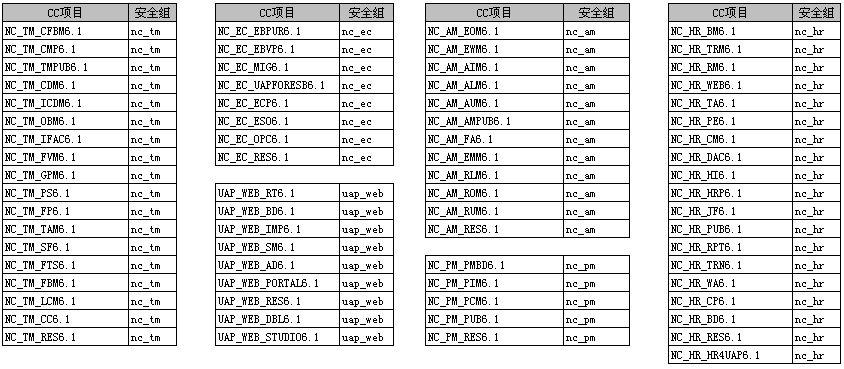 CC项目 安全组
NC_TM_CFBM6.1 nc_tm
NC_TM_CMP6.1 nc_tm
NC_TM_TMPUB6.1 nc_tm
NC_TM_CDM6.1 nc_tm
NC_TM_ICDM6.1 nc_tm
NC_TM_OBM6.1 nc_tm
NC_TM_IFAC6.1 nc_tm
NC_TM_FVM6.1 nc_tm
NC_TM_GPM6.1 nc_tm
NC_TM_PS6.1 nc_tm
NC_TM_FP6.1 nc_tm
NC_TM_TAM6.1 nc_tm
NC_TM_SF6.1 nc_tm
NC_TM_FTS6.1 nc_tm
NC_TM_FBM6.1 nc_tm
NC_TM_LCM6.1 nc_tm
NC_TM_CC6.1 nc_tm
NC_TM_RES6.1 nc_tm
CC项目 安全组
NC_EC_EBPUR6.1 nc_ec
NC_EC_EBVP6.1 nc_ec
NC_EC_MIG6.1 nc_ec
NC_EC_UAPFORESB6.1 nc_ec
NC_EC_ECP6.1 nc_ec
NC_EC_ESO6.1 nc_ec
NC_EC_OPC6.1 nc_ec
NC_EC_RES6.1 nc_ec
UAP_WEB_RT6.1 uap_web
UAP_WEB_BD6.1 uap_web
UAP_WEB_IMP6.1 uap_web
UAP_WEB_SM6.1 uap_web
UAP_WEB_AD6.1 uap_web
UAP_WEB_PORTAL6.1 uap_web
UAP_WEB_RES6.1 uap_web
UAP_WEB_DBL6.1 uap_web
UAP_WEB_STUDIO6.1 uap_web
CC项目 安全组
NC_AM_EOM6.1 nc_am
NC_AM_EWM6.1 nc_am
NC_AM_AIM6.1 nc_am
NC_AM_ALM6.1 nc_am
NC_AM_AUM6.1 nc_am
NC_AM_AMPUB6.1 nc_am
NC_AM_FA6.1 nc_am
NC_AM_EMM6.1 nc_am
NC_AM_RLM6.1 nc_am
NC_AM_ROM6.1 nc_am
NC_AM_RUM6.1 nc_am
NC_AM_RES6.1 nc_am
NC_PM_PMBD6.1 nc_pm
NC_PM_PIM6.1 nc_pm
NC_PM_PCM6.1 nc_pm
NC_PM_PUB6.1 nc_pm
NC_PM_RES6.1 nc_pm
CC项目 安全组
NC_HR_BM6.1 nc_hr
NC_HR_TRM6.1 nc_hr
NC_HR_RM6.1 nc_hr
NC_HR_WEB6.1 nc_hr
NC_HR_TA6.1 nc_hr
NC_HR_PE6.1 nc_hr
NC_HR_CM6.1 nc_hr
NC_HR_DAC6.1 nc_hr
NC_HR_HI6.1 nc_hr
NC_HR_HRP6.1 nc_hr
NC_HR_JF6.1 nc_hr
NC_HR_PUB6.1 nc_hr
NC_HR_RPT6.1 nc_hr
NC_HR_TRN6.1 nc_hr
NC_HR_WA6.1 nc_hr
NC_HR_CP6.1 nc_hr
NC_HR_BD6.1 nc_hr
NC_HR_RES6.1 nc_hr
NC_HR_HR4UAP6.1 nc_hr